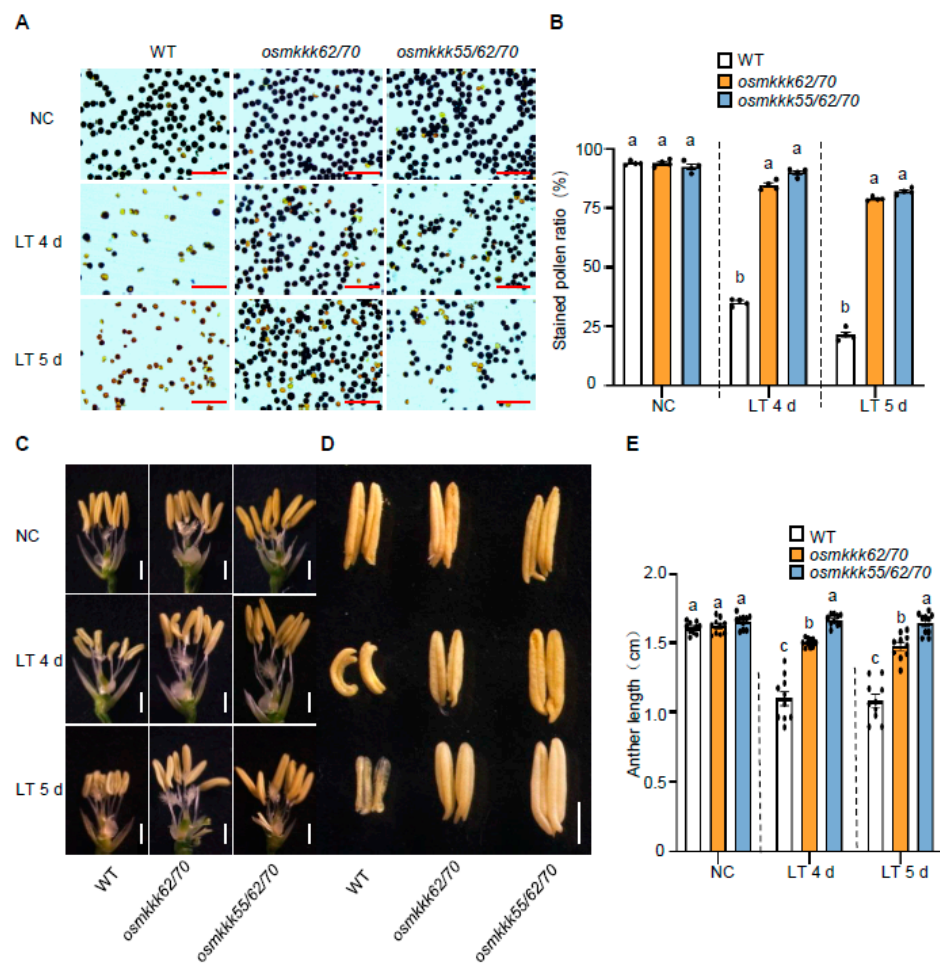 A
WT
osmkkk62/70
osmkkk55/62/70
NC
LT 4 d
LT 5 d
B
WT
osmkkk62/70
osmkkk55/62/70
Stained pollen ratio (%)
100
75
50
25
0
a a a
b a a
b a a
NC LT 4 d LT 5 d
C
NC
LT 4 d
LT 5 d
WT
osmkkk62/70
osmkkk55/62/70
D
WT
osmkkk62/70
osmkkk55/62/70
E
WT
osmkkk62/70
osmkkk55/62/70
Anther length (cm)
2.0
1.5
1.0
0.5
0
a a a
c b a
c b a
NC LT 4 d LT 5 d